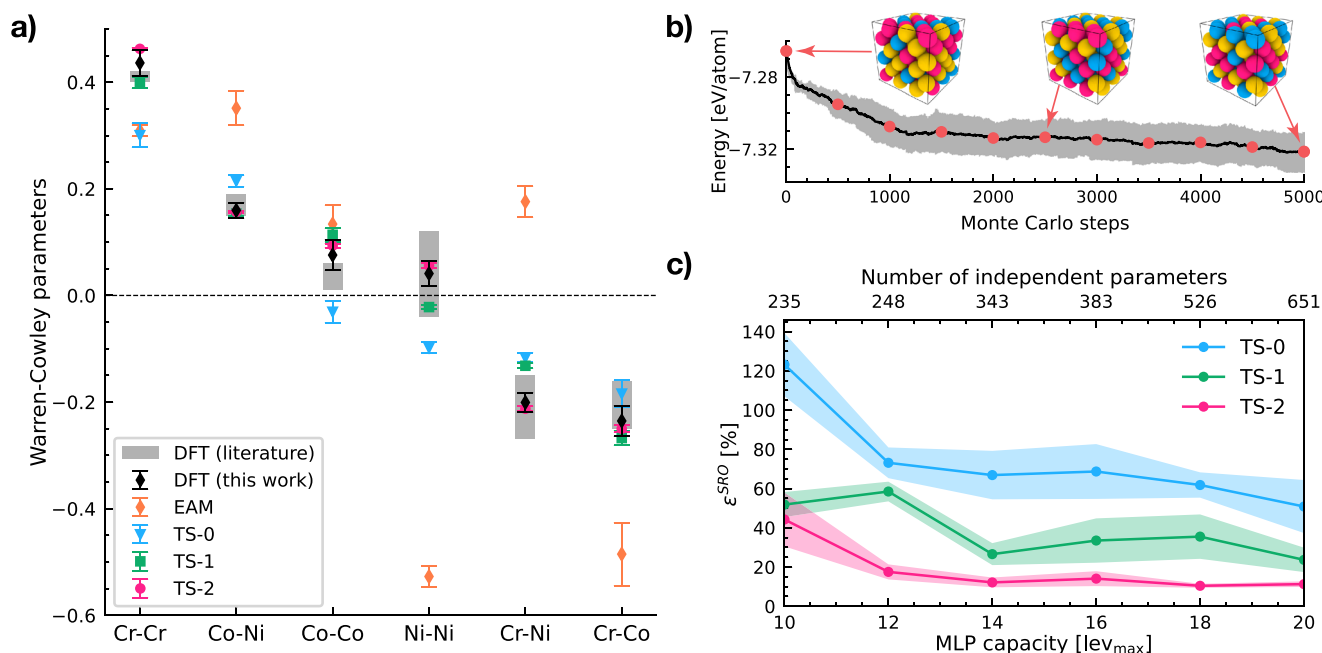 a)
Warren-Cowley parameters
0.4
0.2
0.0
−0.2
−0.4
−0.6
DFT (literature)
DFT (this work)
EAM
TS-0
TS-1
TS-2
Cr-Cr
Co-Ni
Co-Co
Ni-Ni
Cr-Ni
Cr-Co
b)
Energy [eV/atom]
−7.28
−7.32
0
1000
2000
3000
4000
5000
Monte Carlo steps
c)
Number of independent parameters
235
248
343
383
526
651
εSRO [%]
140
120
100
80
60
40
20
0
TS-0
TS-1
TS-2
10
12
14
16
18
20
MLP capacity [levmax]